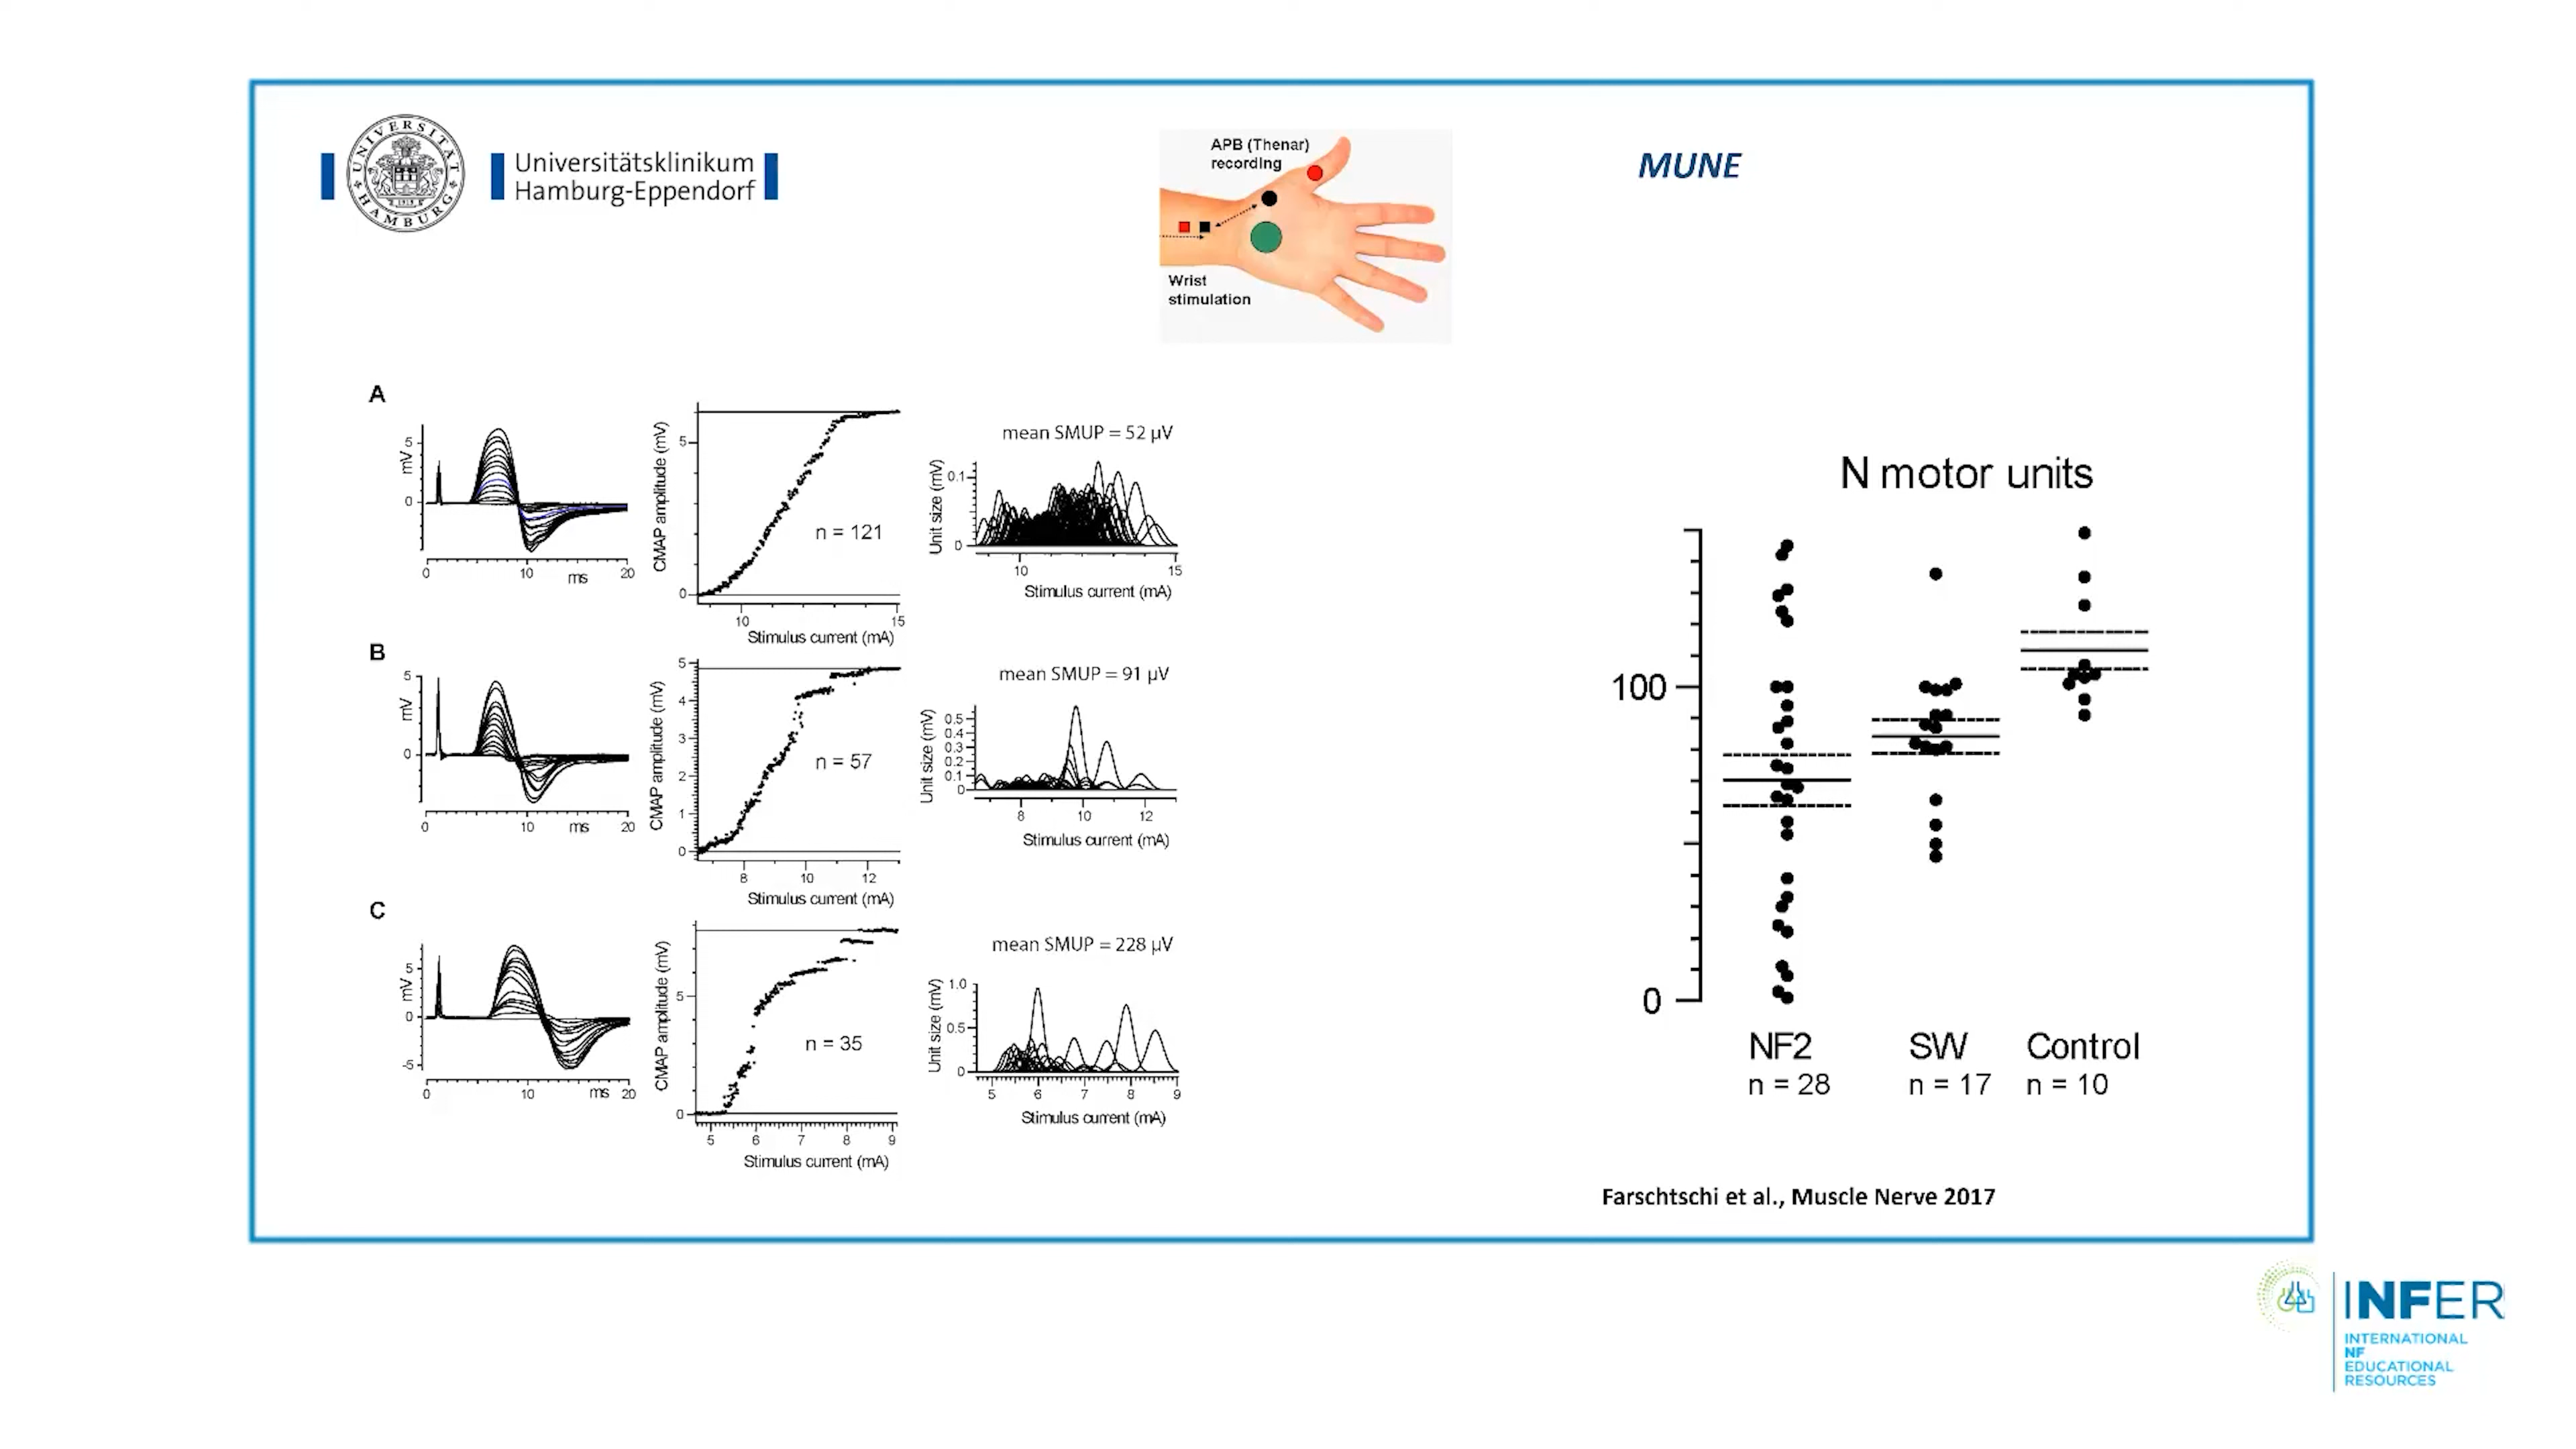 UNIVERSITÄT HAMBURG
1919
Universitätsklinikum
Hamburg-Eppendorf
APB (Thenar)
recording
Wrist
stimulation
MUNE
A
mV
5
0
0
10
ms
20
CMAP amplitude (mV)
5
0
n = 121
10
15
Stimulus current (mA)
mean SMUP = 52 µV
Unit size (mV)
0.1
0
10
15
Stimulus current (mA)
B
mV
5
0
0
10
ms
20
CMAP amplitude (mV)
5
4
3
2
1
0
n = 57
8
10
12
Stimulus current (mA)
mean SMUP = 91 µV
Unit size (mV)
0.5
0.4
0.3
0.2
0.1
0
8
10
12
Stimulus current (mA)
C
mV
5
0
-5
0
10
ms
20
CMAP amplitude (mV)
5
0
n = 35
5
6
7
8
9
Stimulus current (mA)
mean SMUP = 228 µV
Unit size (mV)
1.0
0.5
0
5
6
7
8
9
Stimulus current (mA)
N motor units
100
0
NF2
n = 28
SW
n = 17
Control
n = 10
Farschtschi et al., Muscle Nerve 2017
INFER
INTERNATIONAL
NF
EDUCATIONAL
RESOURCES